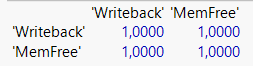 'Writeback' 'MemFree'
'Writeback' 1,0000 1,0000
'MemFree' 1,0000 1,0000